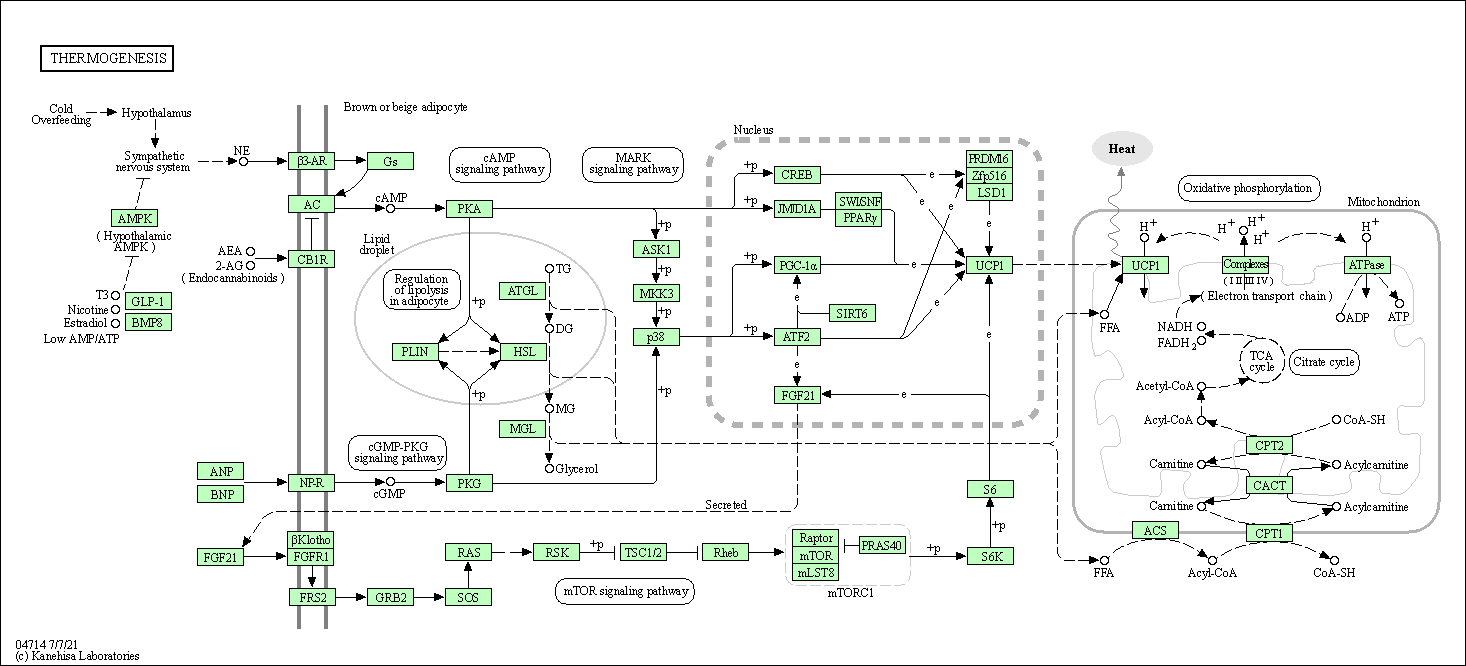 THERMOGENESIS
Cold
Overfeeding
Hypothalamus
Sympathetic
nervous system
NE
Brown or beige adipocyte
β3-AR
Gs
cAMP
signaling pathway
MARK
signaling pathway
Nucleus
AC
cAMP
PKA
AMPK
( Hypothalamic
AMPK )
AEA
2-AG
( Endocannabinoids )
CB1R
T3
Nicotine
Estradiol
Low AMP/ATP
GLP-1
BMP8
Lipid
droplet
Regulation
of lipolysis
in adipocyte
+p
PLIN
HSL
+p
ATGL
TG
DG
MG
MGL
Glycerol
+p
ASK1
+p
MKK3
+p
p38
+p
+p
CREB
+p
JMJD1A
SWI/SNF
PPARγ
+p
PGC-1α
e
SIRT6
+p
ATF2
e
FGF21
PRDM16
Zfp516
LSD1
e
e
e
e
e
e
e
e
UCP1
Heat
Oxidative phosphorylation
Mitochondrion
H+
UCP1
H+
H+
H+
Complexes
(I II III IV)
( Electron transport chain )
H+
ATPase
ADP
ATP
FFA
NADH
FADH2
TCA
cycle
Citrate cycle
Acetyl-CoA
Acyl-CoA
CoA-SH
CPT2
Carnitine
Acylcarnitine
CACT
Carnitine
Acylcarnitine
ACS
CPT1
FFA
Acyl-CoA
CoA-SH
ANP
BNP
NP-R
cGMP-PKG
signaling pathway
cGMP
PKG
Secreted
S6
+p
S6K
FGF21
βKlotho
FGFR1
FRS2
GRB2
SOS
RAS
RSK
+p
TSC1/2
Rheb
Raptor
mTOR
mLST8
PRAS40
mTORC1
+p
mTOR signaling pathway
04714 7/7/21
(c) Kanehisa Laboratories